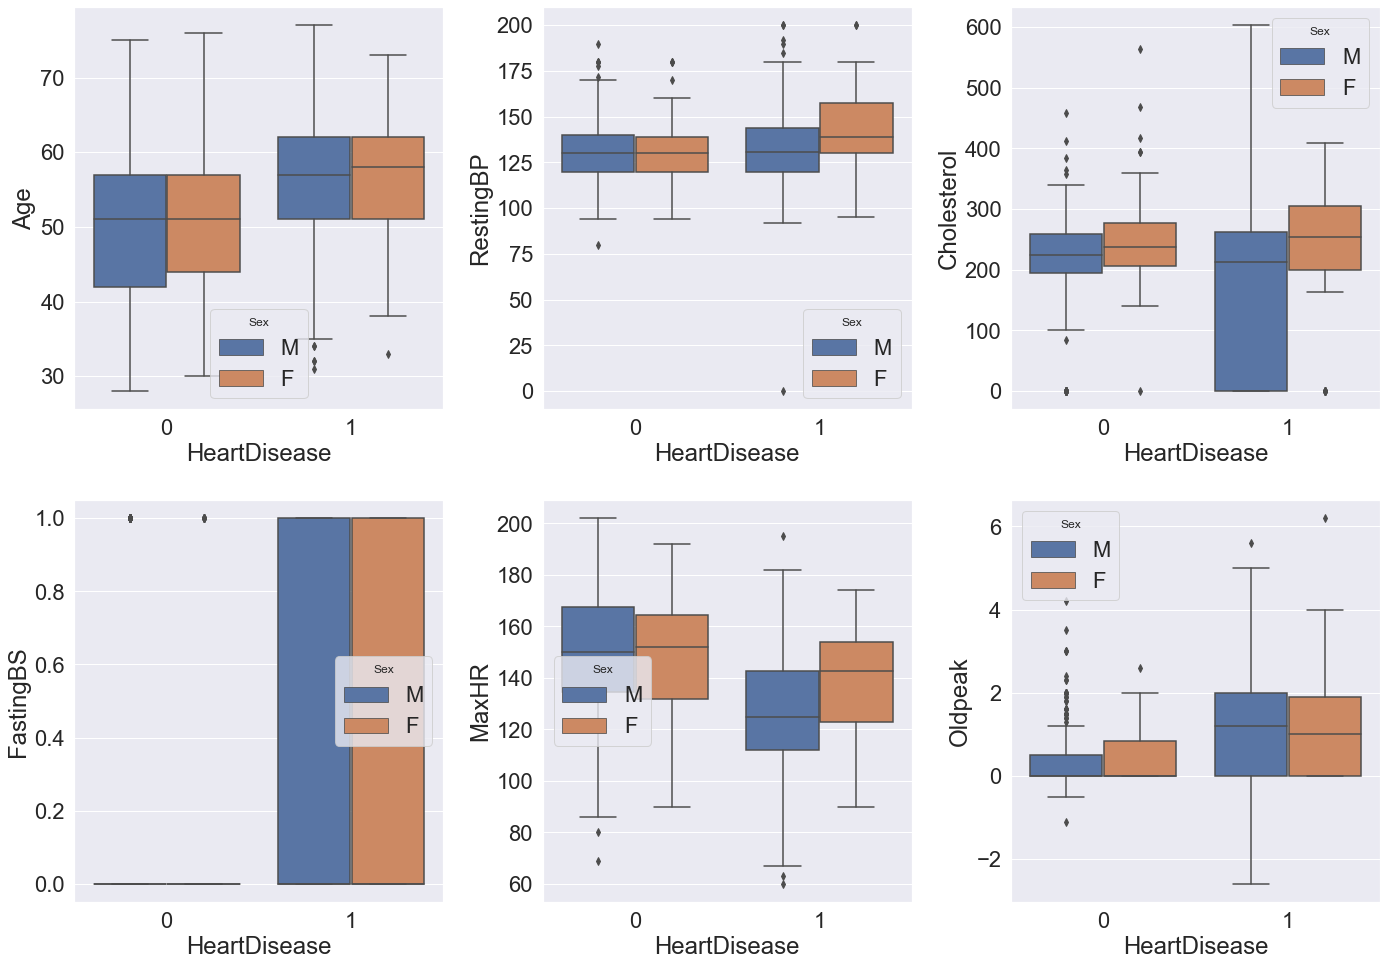 Age
70
60
50
40
30
Sex
M
F
0 1
HeartDisease
RestingBP
200
175
150
125
100
75
50
25
0
Sex
M
F
0 1
HeartDisease
Cholesterol
600
500
400
300
200
100
0
Sex
M
F
0 1
HeartDisease
FastingBS
1.0
0.8
0.6
0.4
0.2
0.0
Sex
M
F
0 1
HeartDisease
MaxHR
200
180
160
140
120
100
80
60
Sex
M
F
0 1
HeartDisease
Oldpeak
6
4
2
0
−2
Sex
M
F
0 1
HeartDisease